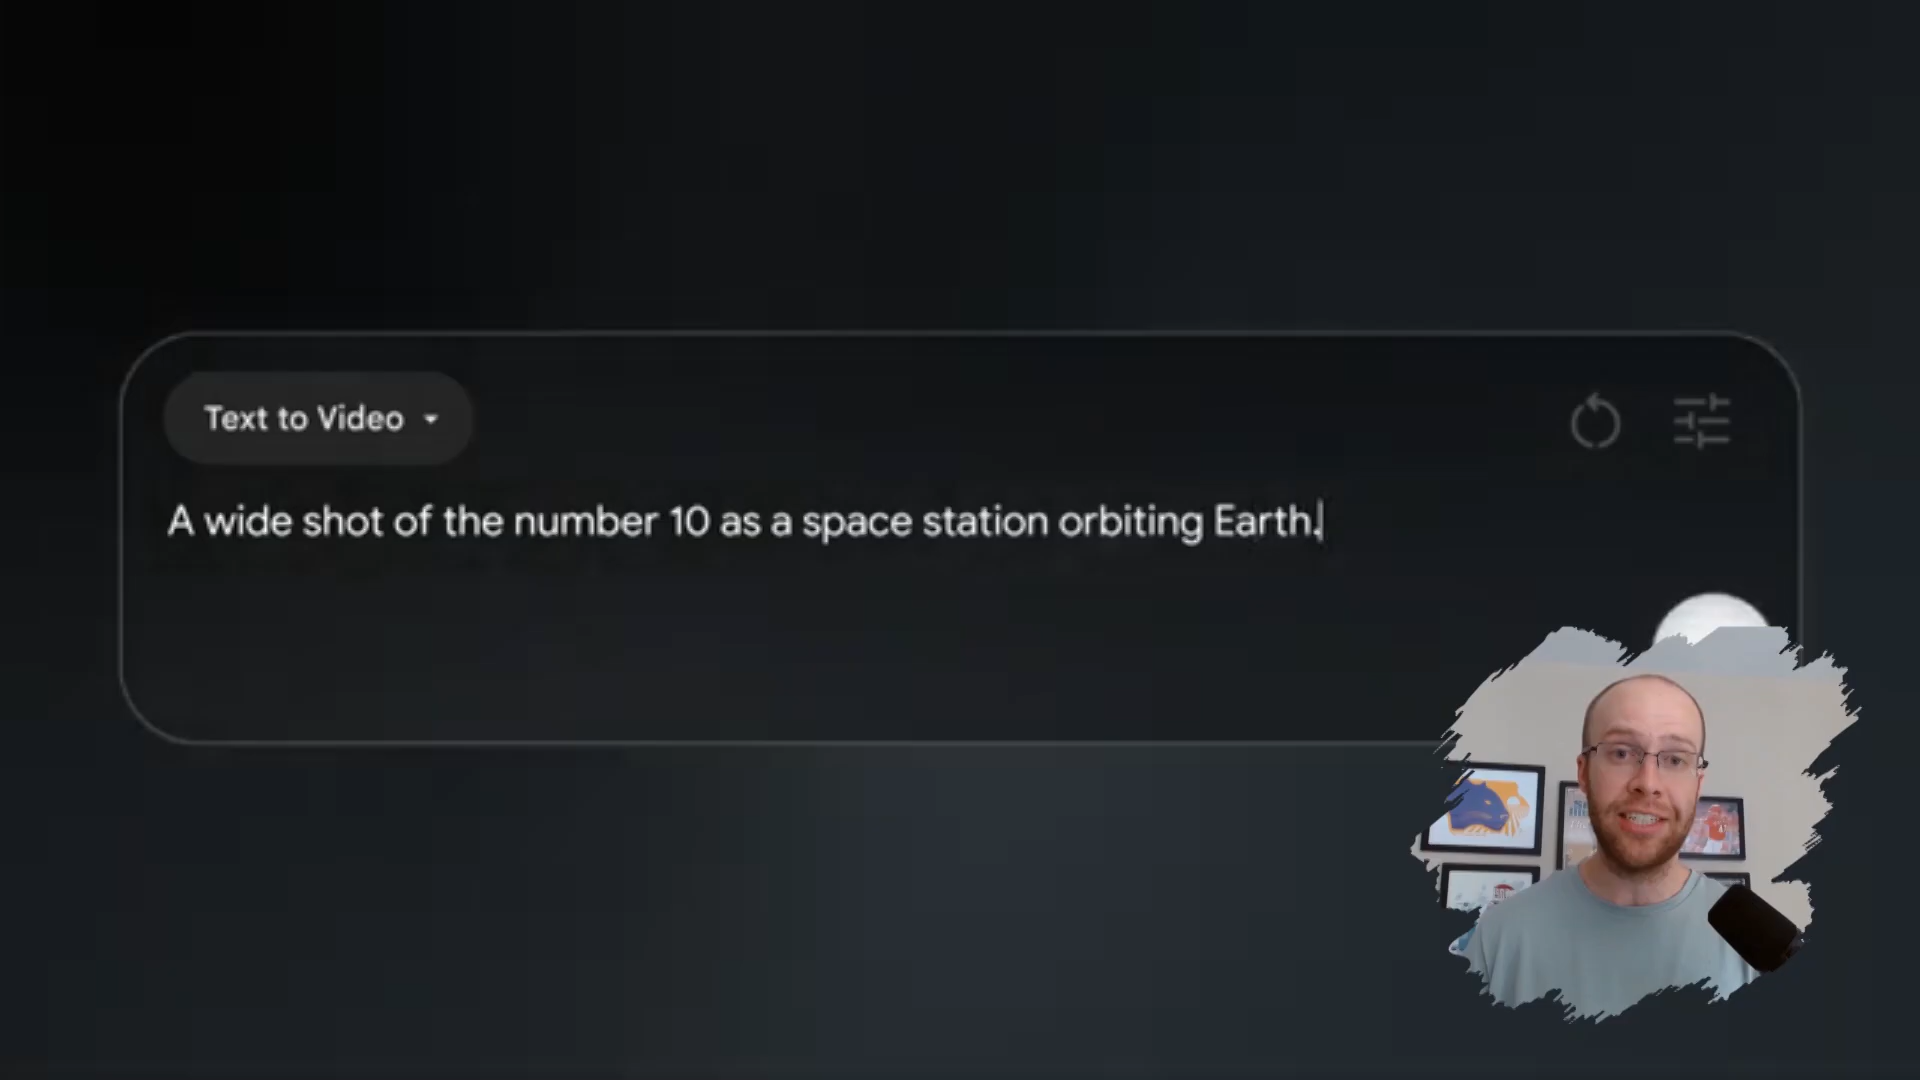 Text to Video
A wide shot of the number 10 as a space station orbiting Earth.